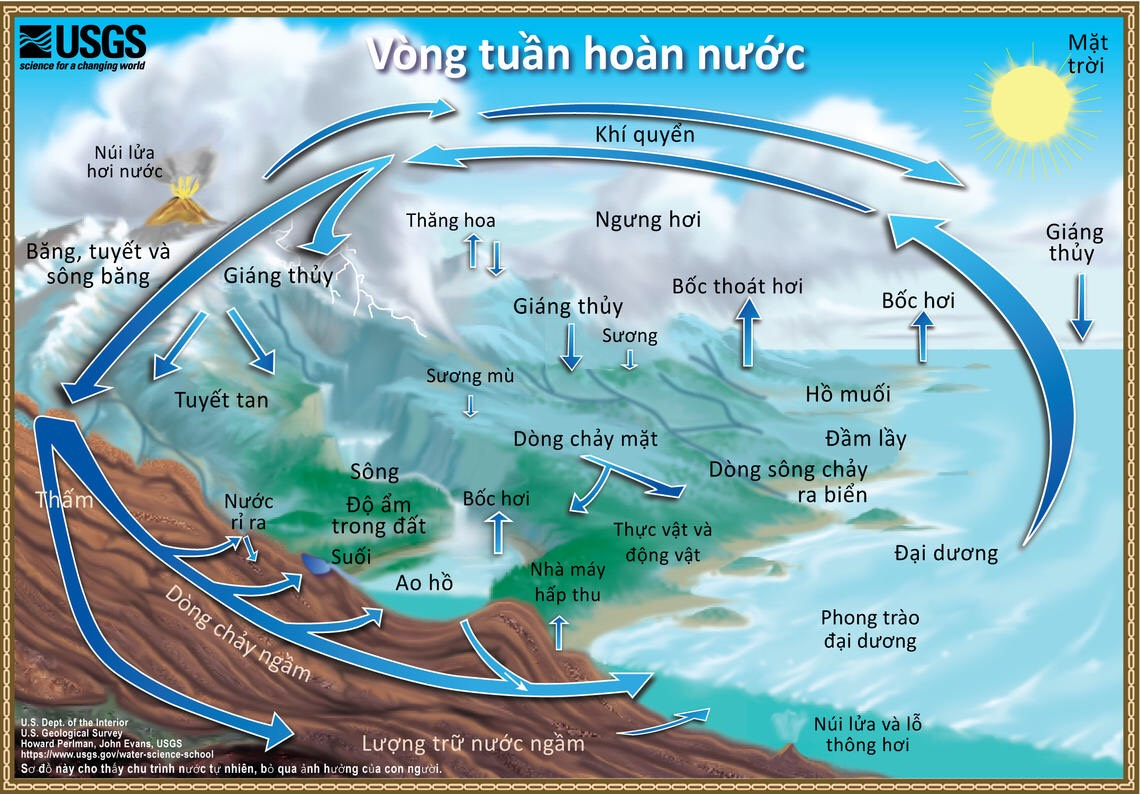 USGS
science for a changing world
Vòng tuần hoàn nước
Mặt
trời
Khí quyển
Núi lửa
hơi nước
Thăng hoa
Ngưng hơi
Giáng
thủy
Băng, tuyết và
sông băng
Giáng thủy
Bốc thoát hơi
Bốc hơi
Giáng thủy
Sương
Sương mù
Tuyết tan
Hồ muối
Dòng chảy mặt
Đầm lầy
Sông
Dòng sông chảy
ra biển
Thấm
Nước
rỉ ra
Độ ẩm
trong đất
Bốc hơi
Thực vật và
động vật
Suối
Đại dương
Ao hồ
Nhà máy
hấp thu
Dòng chảy ngầm
Phong trào
đại dương
Lượng trữ nước ngầm
Núi lửa và lỗ
thông hơi
U.S. Dept. of the Interior
U.S. Geological Survey
Howard Perlman, John Evans, USGS
https://www.usgs.gov/water-science-school
Sơ đồ này cho thấy chu trình nước tự nhiên, bỏ qua ảnh hưởng của con người.